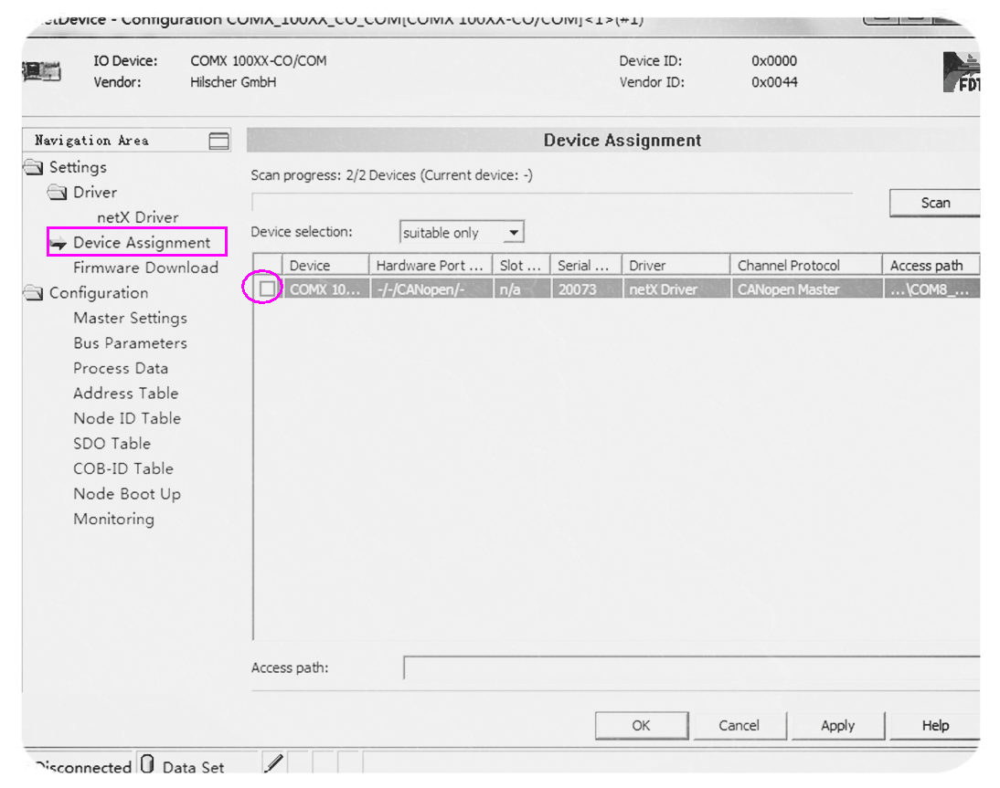 netDevice - Configuration COMX_100XX_CO_COM[COMX 100XX-CO/COM]<1>(#1)
IO Device: COMX 100XX-CO/COM Device ID: 0x0000
Vendor: Hilscher GmbH Vendor ID: 0x0044
FDT
Navigation Area
Device Assignment
Settings
Driver
netX Driver
Device Assignment
Firmware Download
Configuration
Master Settings
Bus Parameters
Process Data
Address Table
Node ID Table
SDO Table
COB-ID Table
Node Boot Up
Monitoring
Scan progress: 2/2 Devices (Current device: -)
Scan
Device selection: suitable only
Device Hardware Port ... Slot ... Serial ... Driver Channel Protocol Access path
COMX 10... -/-/CANopen/- n/a 20073 netX Driver CANopen Master ...\COM8_...
Access path:
OK Cancel Apply Help
Disconnected Data Set